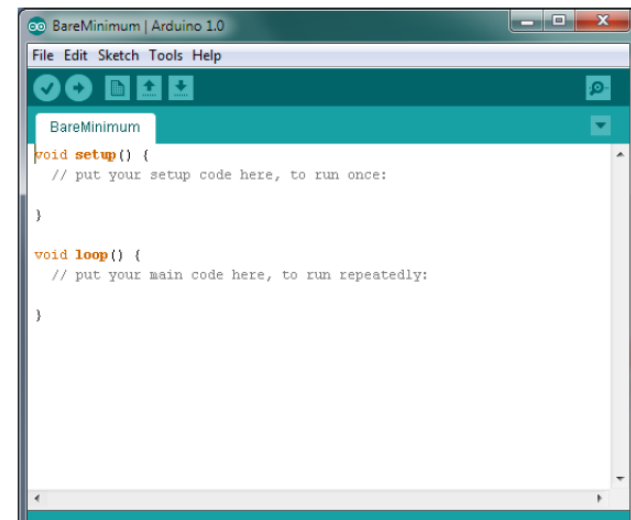 BareMinimum | Arduino 1.0
File Edit Sketch Tools Help
BareMinimum
void setup() {
  // put your setup code here, to run once:
}
void loop() {
  // put your main code here, to run repeatedly:
}